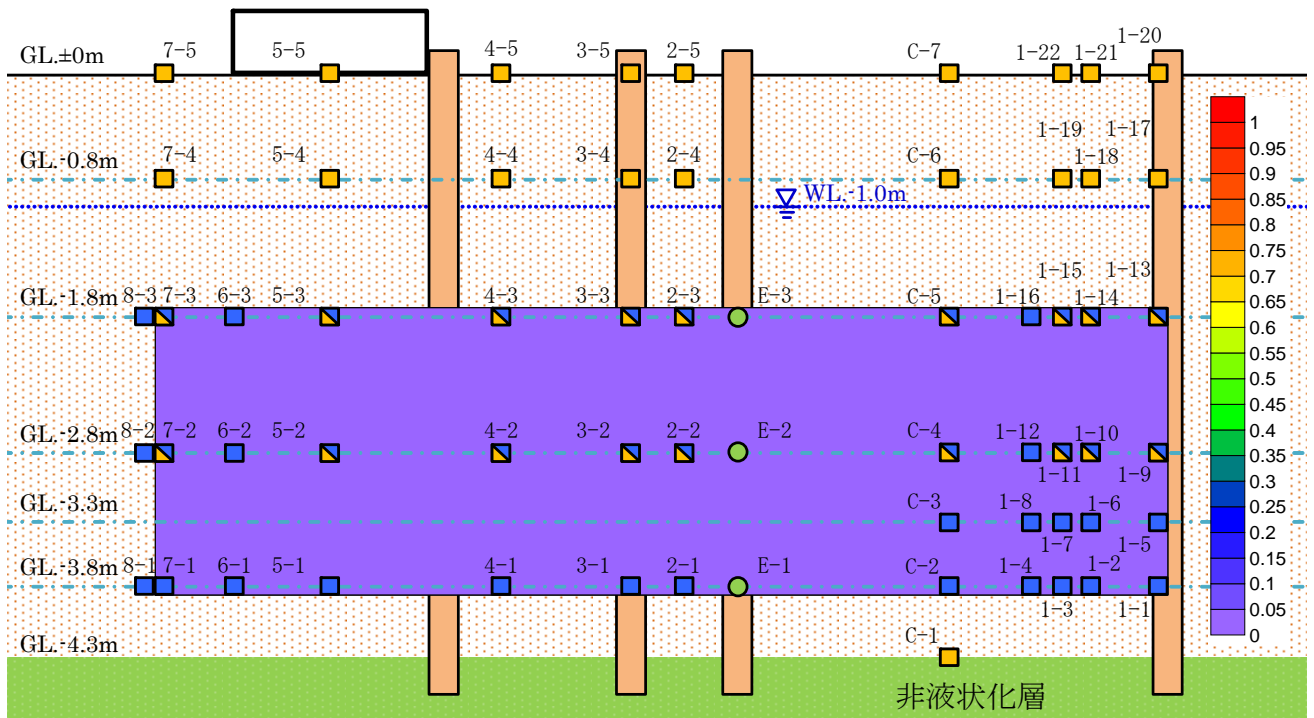 1-20
7-5 5-5 4-5 3-5 2-5 C-7 1-22 1-21
GL.±0m
1-19 1-17
7-4 5-4 4-4 3-4 2-4 C-6 1-18
GL.-0.8m
WL.-1.0m
1-15 1-13
GL.-1.8m 8-3 7-3 6-3 5-3 4-3 3-3 2-3 E-3 C-5 1-16 1-14
GL.-2.8m 8-2 7-2 6-2 5-2 4-2 3-2 2-2 E-2 C-4 1-12 1-10
1-11 1-9
GL.-3.3m C-3 1-8 1-6
1-7 1-5
GL.-3.8m 8-1 7-1 6-1 5-1 4-1 3-1 2-1 E-1 C-2 1-4 1-2
1-3 1-1
GL.-4.3m C-1
非液状化層
1
0.95
0.9
0.85
0.8
0.75
0.7
0.65
0.6
0.55
0.5
0.45
0.4
0.3
0.25
0.2
0.15
0.1
0.05
0